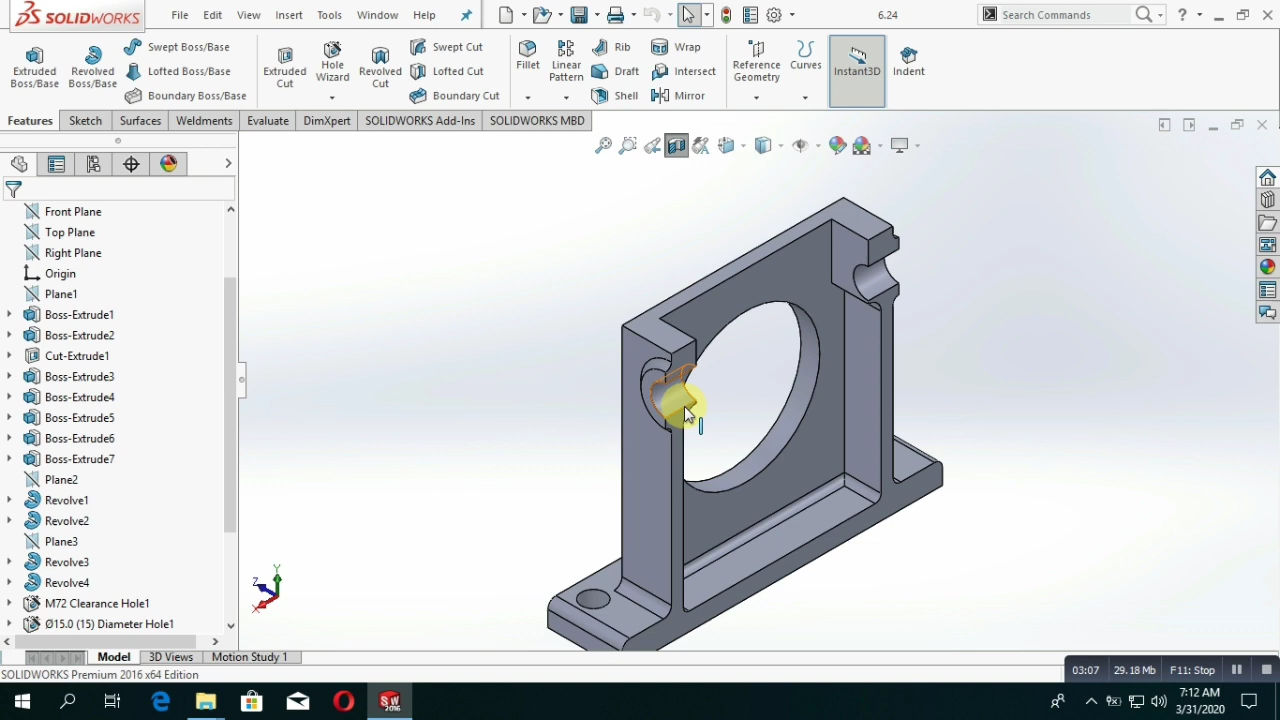 SOLIDWORKS
File Edit View Insert Tools Window Help
6.24
Search Commands
?
Extruded Boss/Base
Revolved Boss/Base
Swept Boss/Base
Lofted Boss/Base
Boundary Boss/Base
Extruded Cut
Hole Wizard
Revolved Cut
Swept Cut
Lofted Cut
Boundary Cut
Fillet
Linear Pattern
Rib
Draft
Shell
Wrap
Intersect
Mirror
Reference Geometry
Curves
Instant3D
Indent
Features Sketch Surfaces Weldments Evaluate DimXpert SOLIDWORKS Add-Ins SOLIDWORKS MBD
Front Plane
Top Plane
Right Plane
Origin
Plane1
Boss-Extrude1
Boss-Extrude2
Cut-Extrude1
Boss-Extrude3
Boss-Extrude4
Boss-Extrude5
Boss-Extrude6
Boss-Extrude7
Plane2
Revolve1
Revolve2
Plane3
Revolve3
Revolve4
M72 Clearance Hole1
Ø15.0 (15) Diameter Hole1
Y
Z
X
Model 3D Views Motion Study 1
SOLIDWORKS Premium 2016 x64 Edition
03:07 29.18 Mb F11: Stop
SW
2016
7:12 AM
3/31/2020